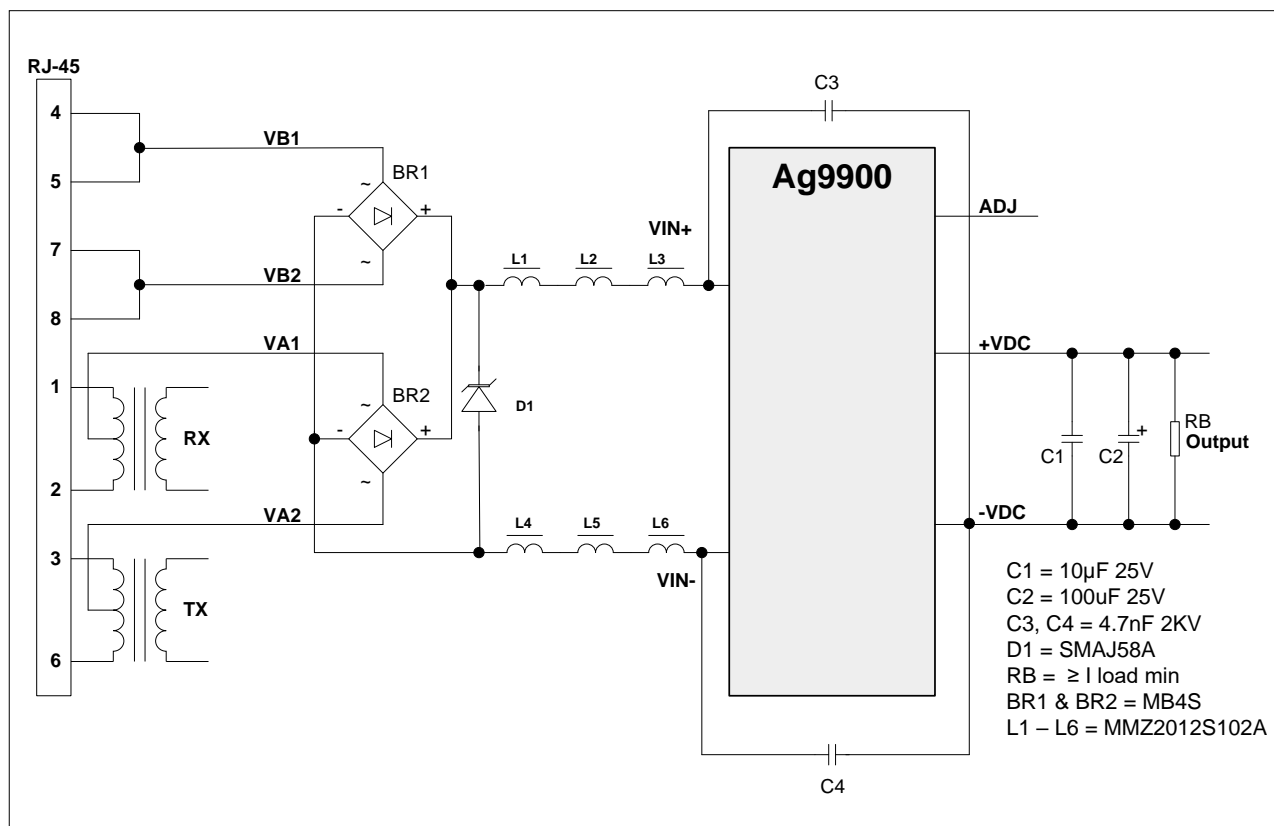 RJ-45
4
5
7
8
1
2
3
6
VB1
VB2
VA1
VA2
RX
TX
~
BR1
-
+
~
~
BR2
-
+
~
D1
L1
L2
L3
VIN+
L4
L5
L6
VIN-
C3
Ag9900
C4
ADJ
+VDC
-VDC
C1
C2
+
RB
Output
C1 = 10µF 25V
C2 = 100uF 25V
C3, C4 = 4.7nF 2KV
D1 = SMAJ58A
RB = ≥ I load min
BR1 & BR2 = MB4S
L1 – L6 = MMZ2012S102A